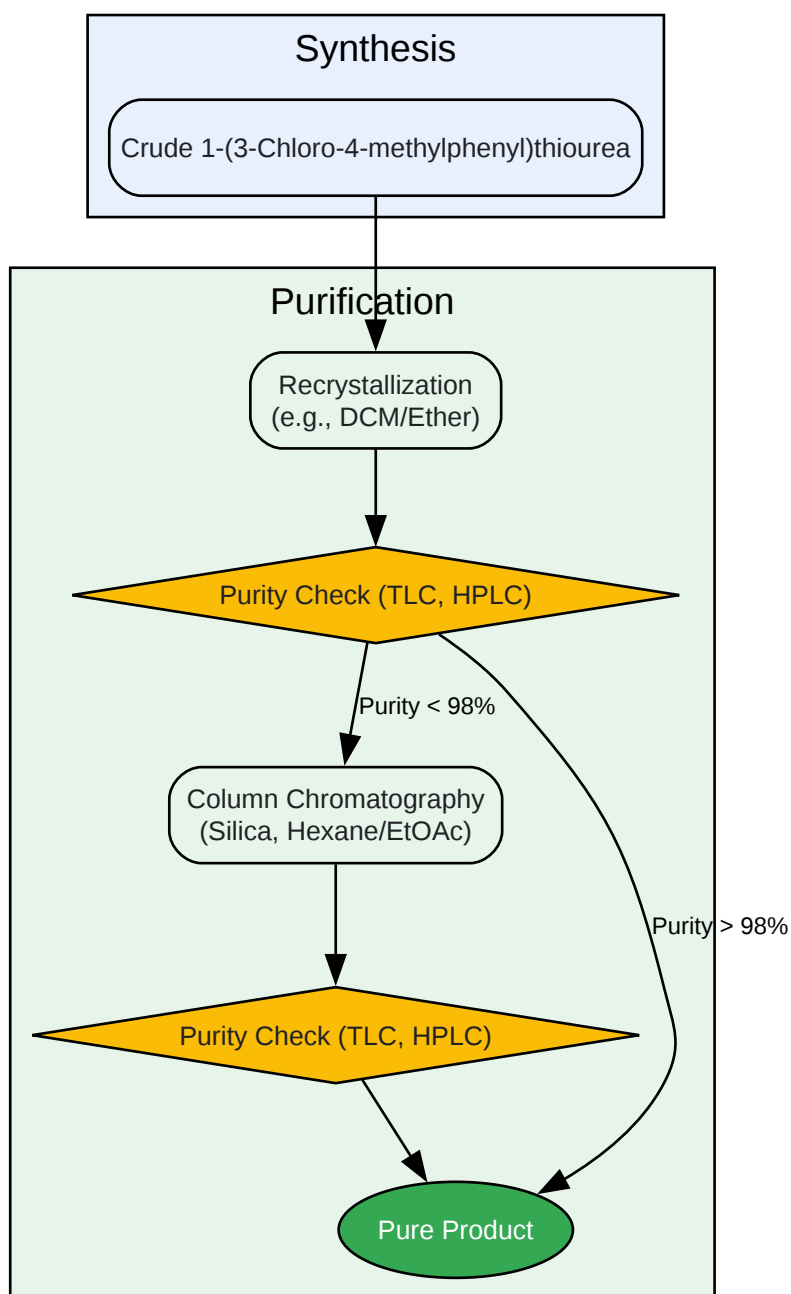 Synthesis
Crude 1-(3-Chloro-4-methylphenyl)thiourea
Purification
Recrystallization
(e.g., DCM/Ether)
Purity Check (TLC, HPLC)
Purity < 98%
Column Chromatography
(Silica, Hexane/EtOAc)
Purity > 98%
Purity Check (TLC, HPLC)
Pure Product